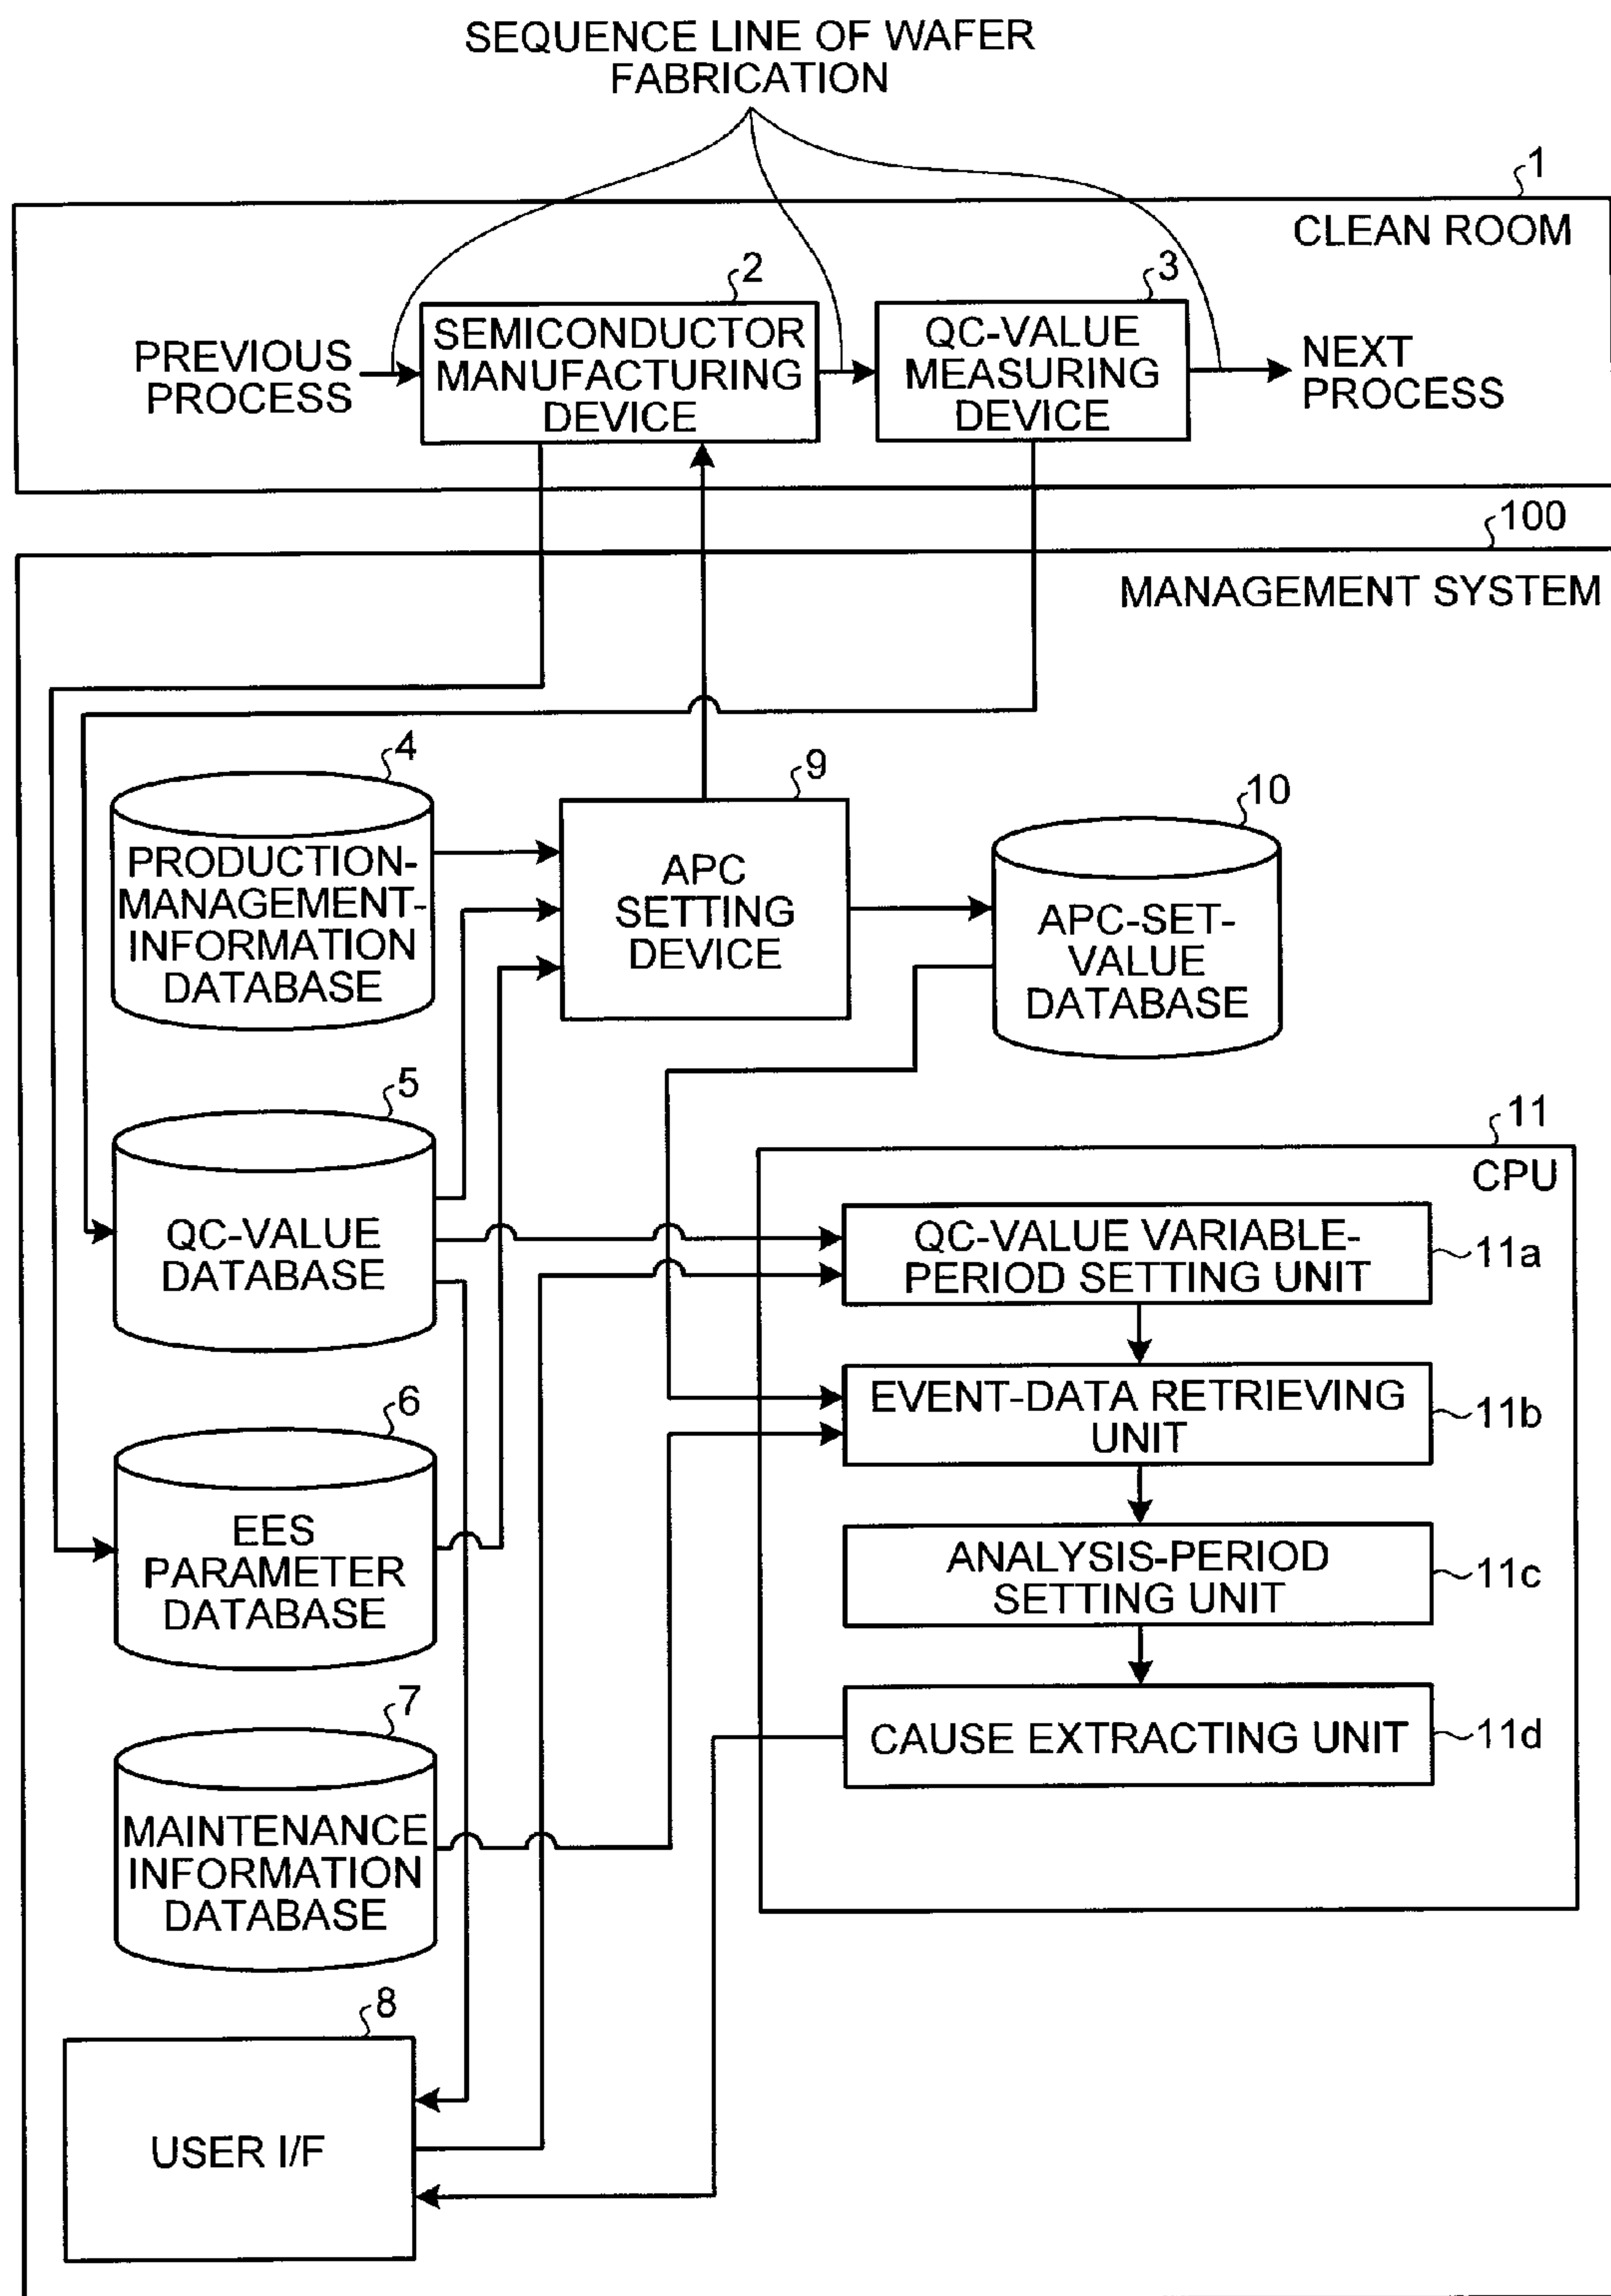 SEQUENCE LINE OF WAFER
FABRICATION
1
CLEAN ROOM
2
3
PREVIOUS
PROCESS
SEMICONDUCTOR
MANUFACTURING
DEVICE
QC-VALUE
MEASURING
DEVICE
NEXT
PROCESS
100
MANAGEMENT SYSTEM
4
PRODUCTION-
MANAGEMENT-
INFORMATION
DATABASE
9
APC
SETTING
DEVICE
10
APC-SET-
VALUE
DATABASE
5
QC-VALUE
DATABASE
11
CPU
QC-VALUE VARIABLE-
PERIOD SETTING UNIT
11a
EVENT-DATA RETRIEVING
UNIT
11b
6
EES
PARAMETER
DATABASE
ANALYSIS-PERIOD
SETTING UNIT
11c
CAUSE EXTRACTING UNIT
11d
7
MAINTENANCE
INFORMATION
DATABASE
8
USER I/F